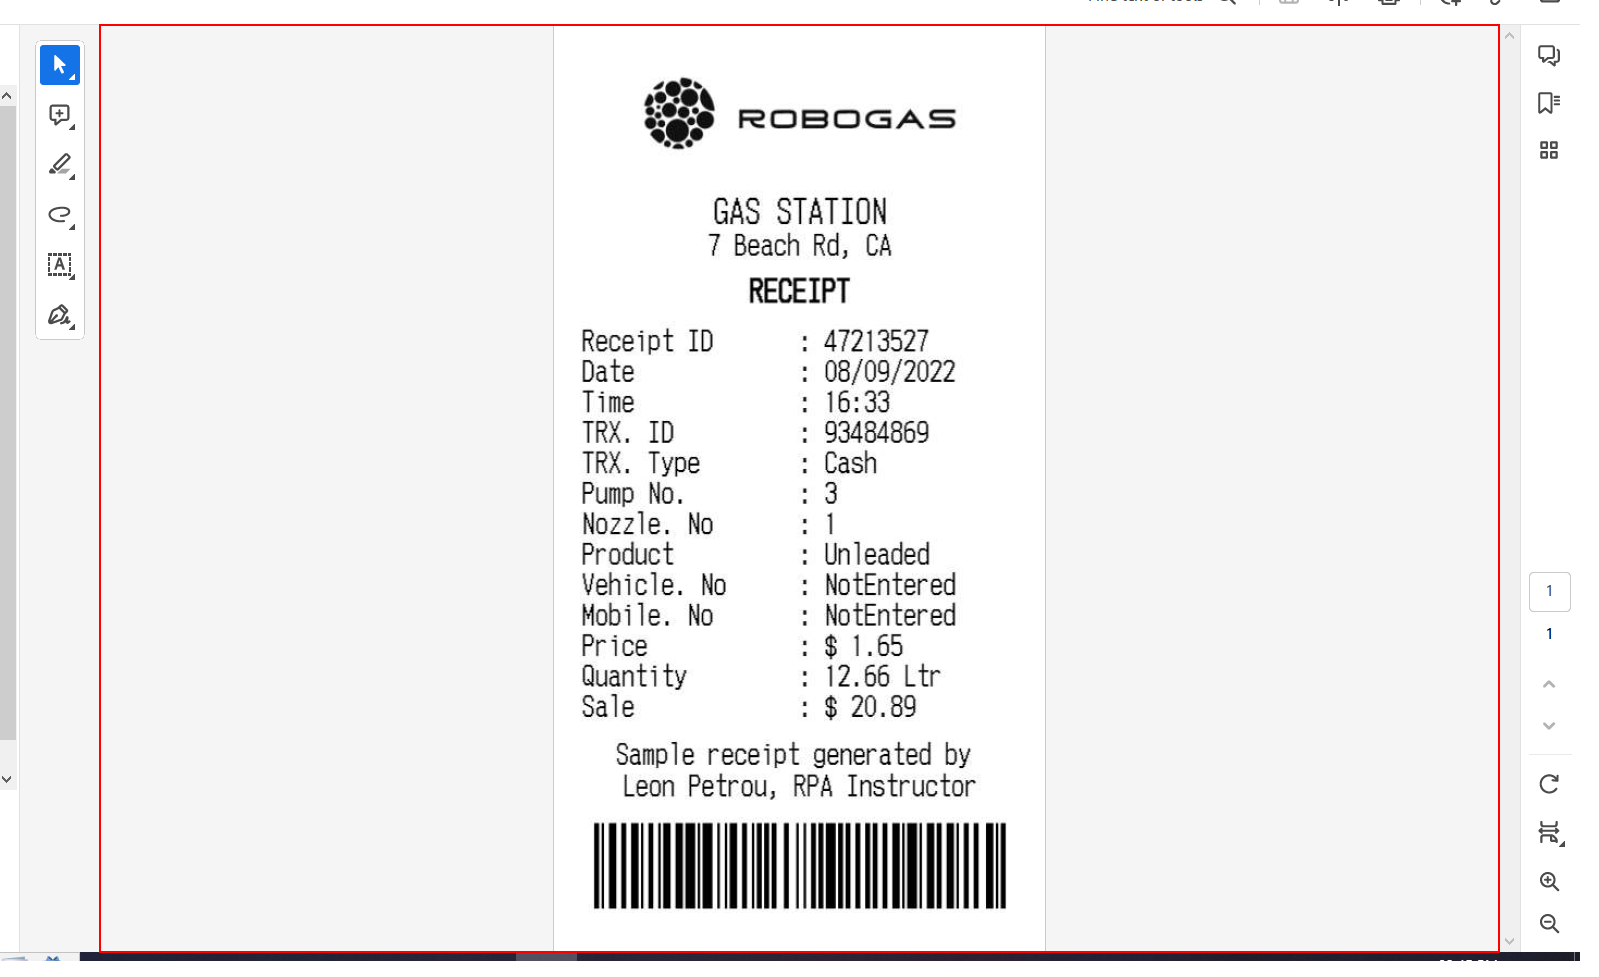 ROBOGAS
GAS STATION
7 Beach Rd, CA
RECEIPT
Receipt ID : 47213527
Date : 08/09/2022
Time : 16:33
TRX. ID : 93484869
TRX. Type : Cash
Pump No. : 3
Nozzle. No : 1
Product : Unleaded
Vehicle. No : NotEntered
Mobile. No : NotEntered
Price : $ 1.65
Quantity : 12.66 Ltr
Sale : $ 20.89
Sample receipt generated by
Leon Petrou, RPA Instructor
1
1